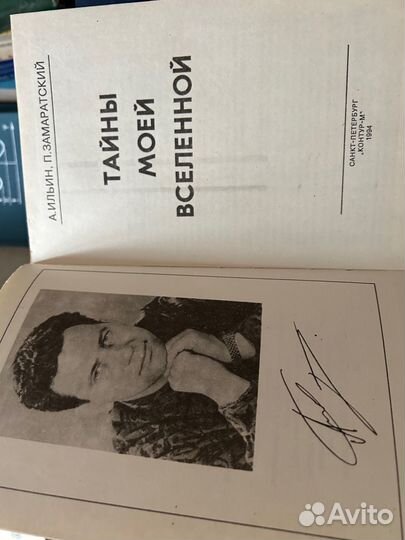 А.ИЛЬИН, П.ЗАМАРАТСКИЙ
ТАЙНЫ
МОЕЙ
ВСЕЛЕННОЙ
САНКТ-ПЕТЕРБУРГ
„КОНТУР-М"
1994
Avito